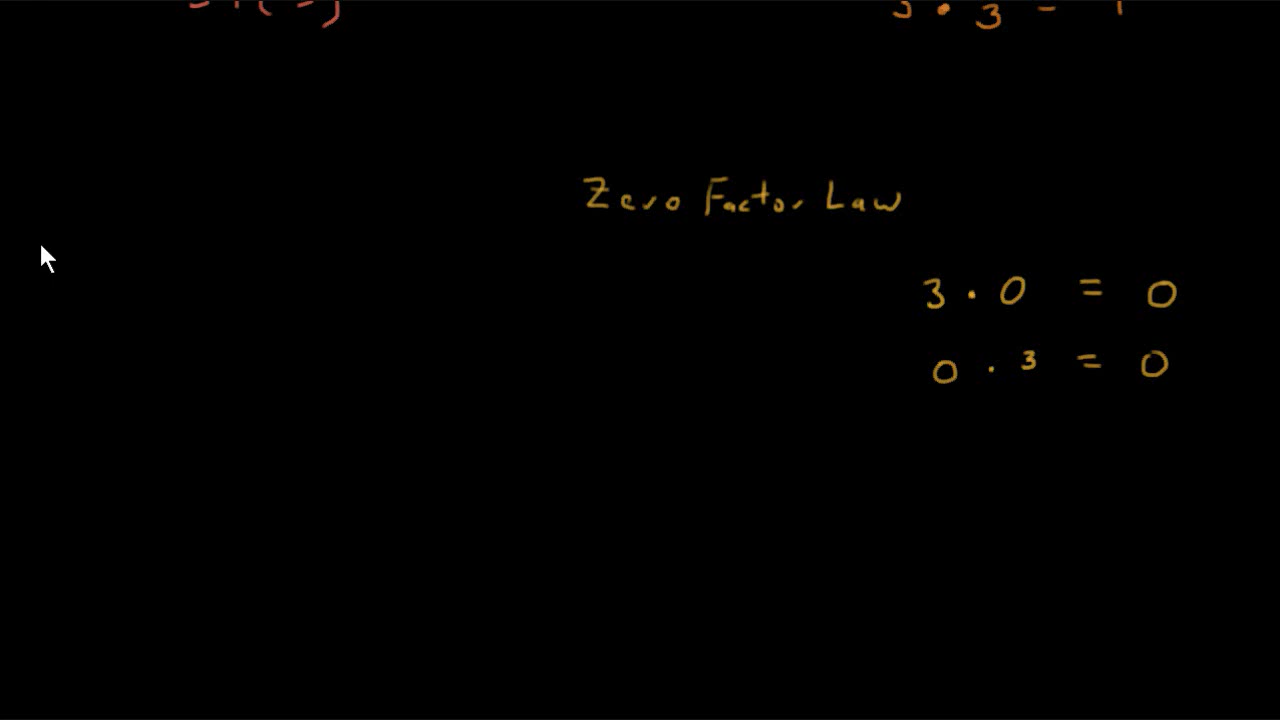 Zero Factor Law
3 · 0 = 0
0 · 3 = 0